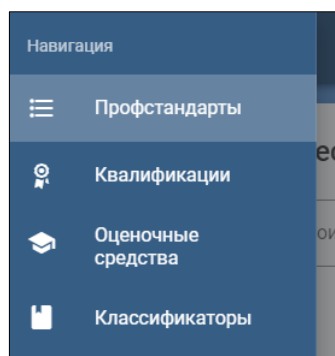 Навигация
Профстандарты
Квалификации
Оценочные
средства
Классификаторы